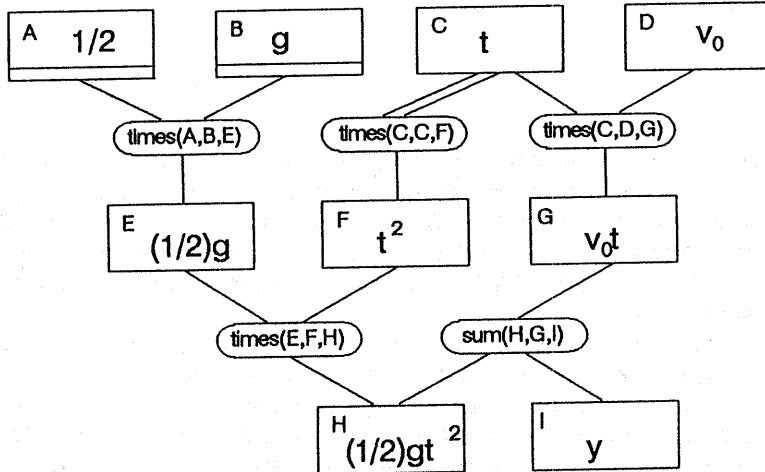 A 1/2
B g
C t
D v₀
times(A,B,E)
times(C,C,F)
times(C,D,G)
E (1/2)g
F t²
G v₀t
times(E,F,H)
sum(H,G,I)
H (1/2)gt²
I y